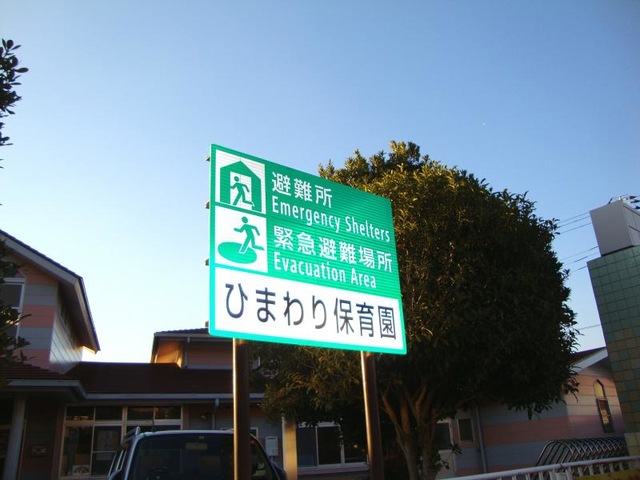 避難所
Emergency Shelters
緊急避難場所
Evacuation Area
ひまわり保育園